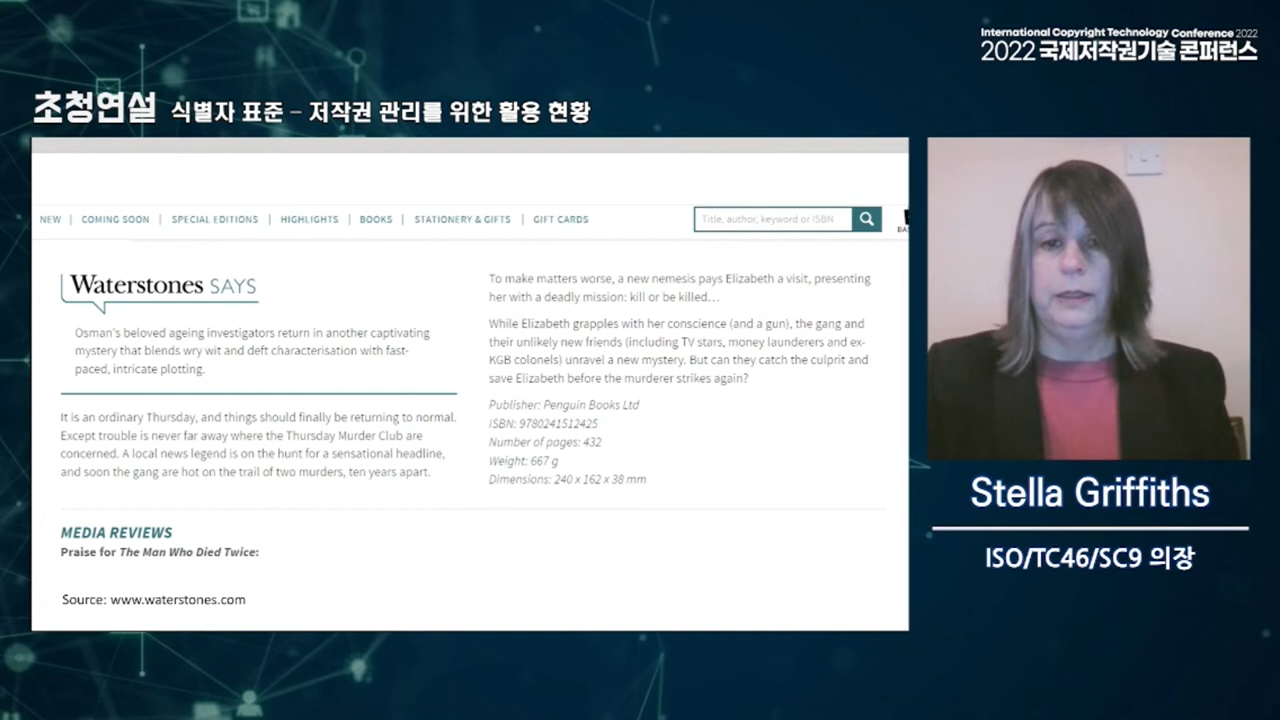 International Copyright Technology Conference 2022
2022 국제저작권기술 콘퍼런스
초청연설 식별자 표준 – 저작권 관리를 위한 활용 현황
NEW | COMING SOON | SPECIAL EDITIONS | HIGHLIGHTS | BOOKS | STATIONERY & GIFTS | GIFT CARDS
Title, author, keyword or ISBN
Waterstones SAYS
Osman's beloved ageing investigators return in another captivating
mystery that blends wry wit and deft characterisation with fast-
paced, intricate plotting.
It is an ordinary Thursday, and things should finally be returning to normal.
Except trouble is never far away where the Thursday Murder Club are
concerned. A local news legend is on the hunt for a sensational headline,
and soon the gang are hot on the trail of two murders, ten years apart.
To make matters worse, a new nemesis pays Elizabeth a visit, presenting
her with a deadly mission: kill or be killed…
While Elizabeth grapples with her conscience (and a gun), the gang and
their unlikely new friends (including TV stars, money launderers and ex-
KGB colonels) unravel a new mystery. But can they catch the culprit and
save Elizabeth before the murderer strikes again?
Publisher: Penguin Books Ltd
ISBN: 9780241512425
Number of pages: 432
Weight: 667 g
Dimensions: 240 x 162 x 38 mm
MEDIA REVIEWS
Praise for The Man Who Died Twice:
Source: www.waterstones.com
Stella Griffiths
ISO/TC46/SC9 의장